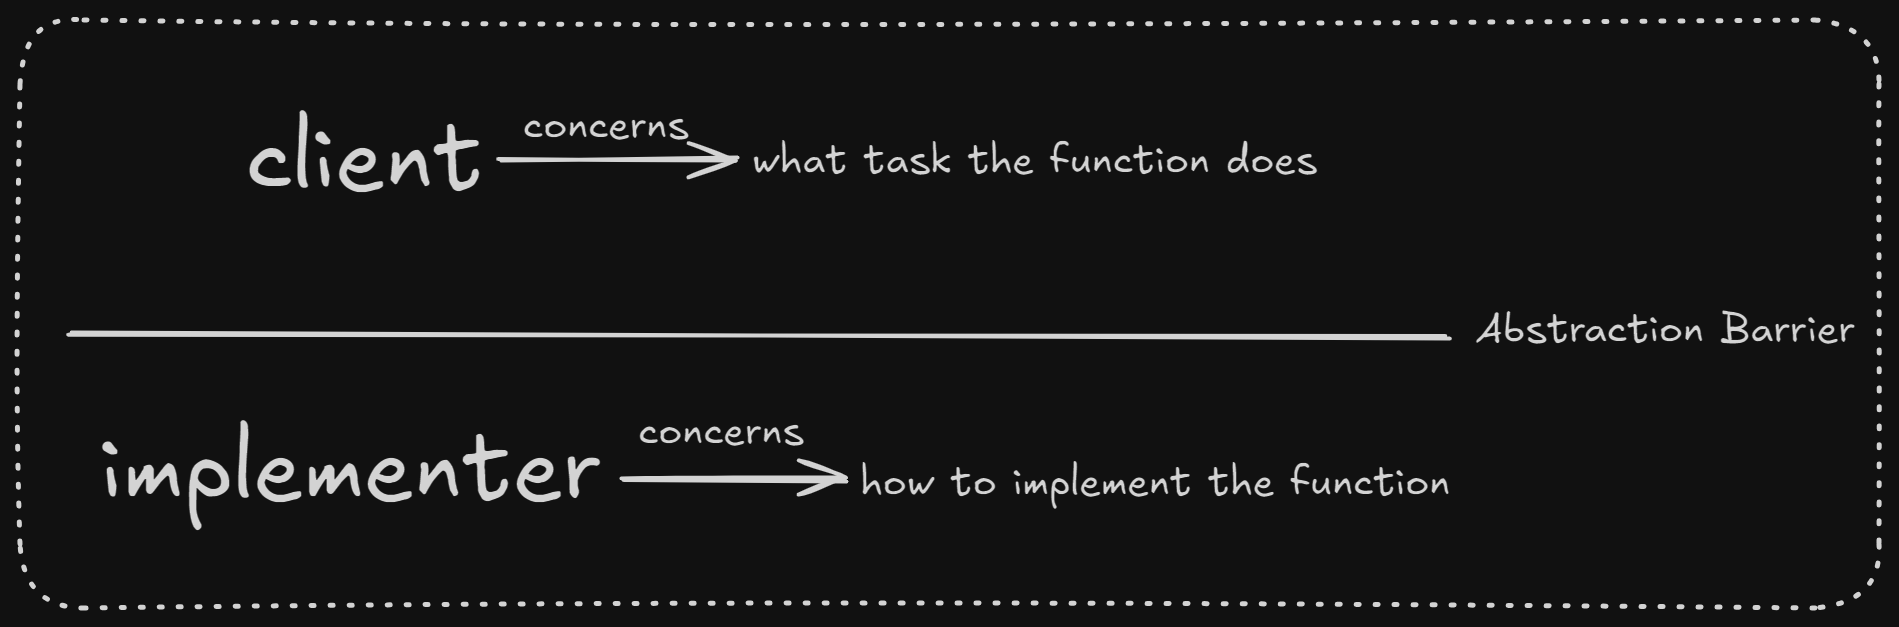 client
concerns
what task the function does
Abstraction Barrier
implementer
concerns
how to implement the function